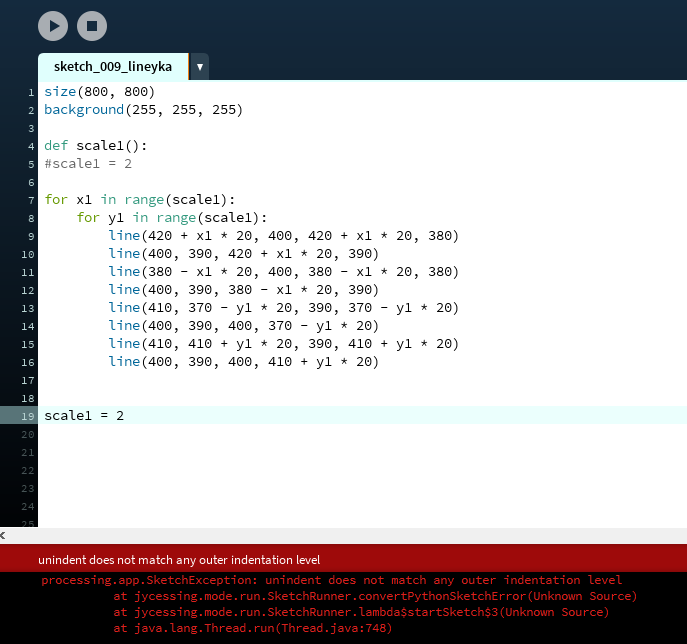 sketch_009_lineyka ▼
1 size(800, 800)
2 background(255, 255, 255)
3
4 def scale1():
5 #scale1 = 2
6
7 for x1 in range(scale1):
8     for y1 in range(scale1):
9         line(420 + x1 * 20, 400, 420 + x1 * 20, 380)
10         line(400, 390, 420 + x1 * 20, 390)
11         line(380 - x1 * 20, 400, 380 - x1 * 20, 380)
12         line(400, 390, 380 - x1 * 20, 390)
13         line(410, 370 - y1 * 20, 390, 370 - y1 * 20)
14         line(400, 390, 400, 370 - y1 * 20)
15         line(410, 410 + y1 * 20, 390, 410 + y1 * 20)
16         line(400, 390, 400, 410 + y1 * 20)
17
18
19 scale1 = 2
20
21
22
23
24
25
unindent does not match any outer indentation level
processing.app.SketchException: unindent does not match any outer indentation level
at jycessing.mode.run.SketchRunner.convertPythonSketchError(Unknown Source)
at jycessing.mode.run.SketchRunner.lambda$startSketch$3(Unknown Source)
at java.lang.Thread.run(Thread.java:748)